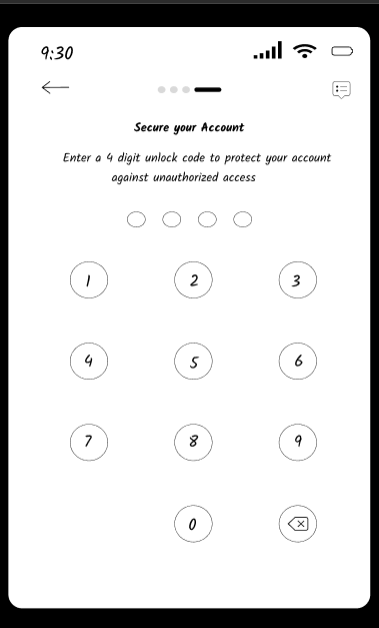 9:30
Secure your Account
Enter a 4 digit unlock code to protect your account
against unauthorized access
1 2 3
4 5 6
7 8 9
0